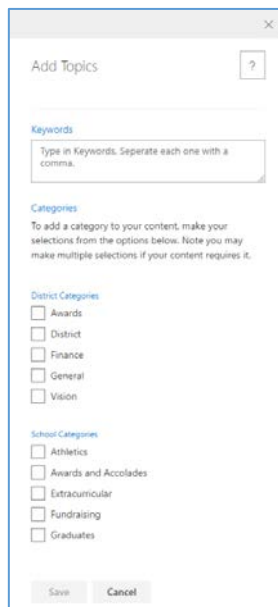 Add Topics
?
Keywords
Type in Keywords. Seperate each one with a
comma.
Categories
To add a category to your content, make your
selections from the options below. Note you may
make multiple selections if your content requires it.
District Categories
Awards
District
Finance
General
Vision
School Categories
Athletics
Awards and Accolades
Extracurricular
Fundraising
Graduates
Save Cancel